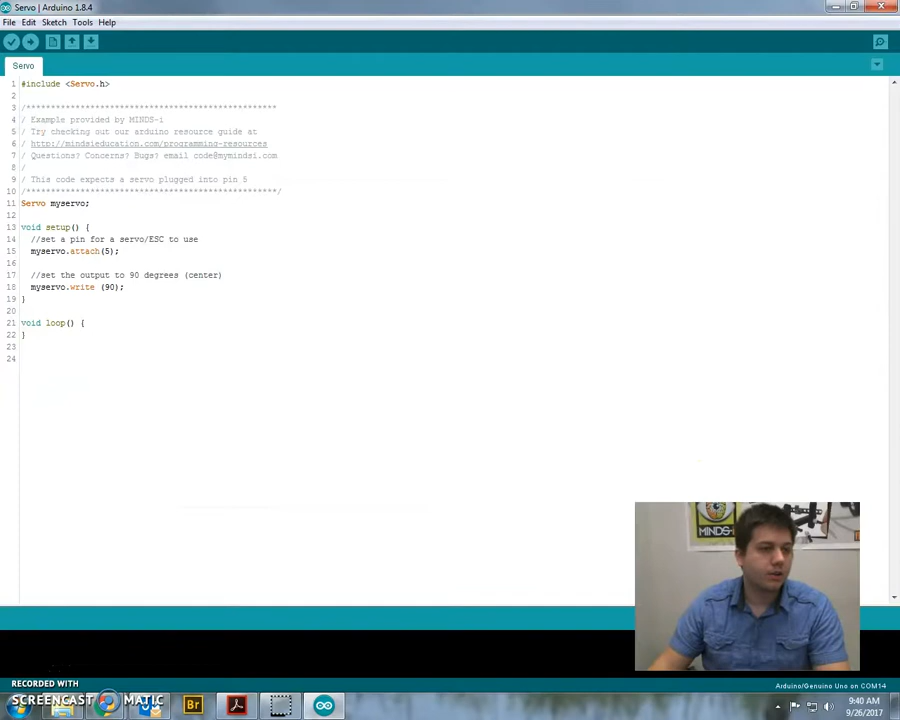 Servo | Arduino 1.8.4
File Edit Sketch Tools Help
Servo
1 #include <Servo.h>
2
3 /***************************************************
4 / Example provided by MINDS-i
5 / Try checking out our arduino resource guide at
6 / http://mindsieducation.com/programming-resources
7 / Questions? Concerns? Bugs? email code@mymindsi.com
8 /
9 / This code expects a servo plugged into pin 5
10 /***************************************************/
11 Servo myservo;
12
13 void setup() {
14 //set a pin for a servo/ESC to use
15 myservo.attach(5);
16
17 //set the output to 90 degrees (center)
18 myservo.write (90);
19 }
20
21 void loop() {
22 }
23
24
MINDS-i
Arduino/Genuino Uno on COM14
RECORDED WITH
SCREENCAST MATIC
Br
9:40 AM
9/26/2017